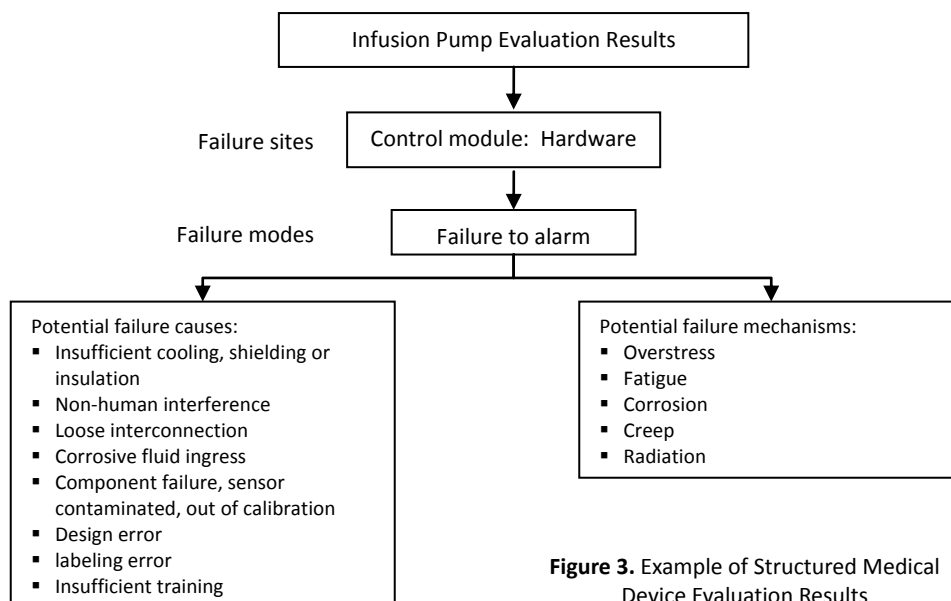 Infusion Pump Evaluation Results
Failure sites
Control module: Hardware
Failure modes
Failure to alarm
Potential failure causes:
▪ Insufficient cooling, shielding or
insulation
▪ Non-human interference
▪ Loose interconnection
▪ Corrosive fluid ingress
▪ Component failure, sensor
contaminated, out of calibration
▪ Design error
▪ labeling error
▪ Insufficient training
Potential failure mechanisms:
▪ Overstress
▪ Fatigue
▪ Corrosion
▪ Creep
▪ Radiation
Figure 3. Example of Structured Medical
Device Evaluation Results